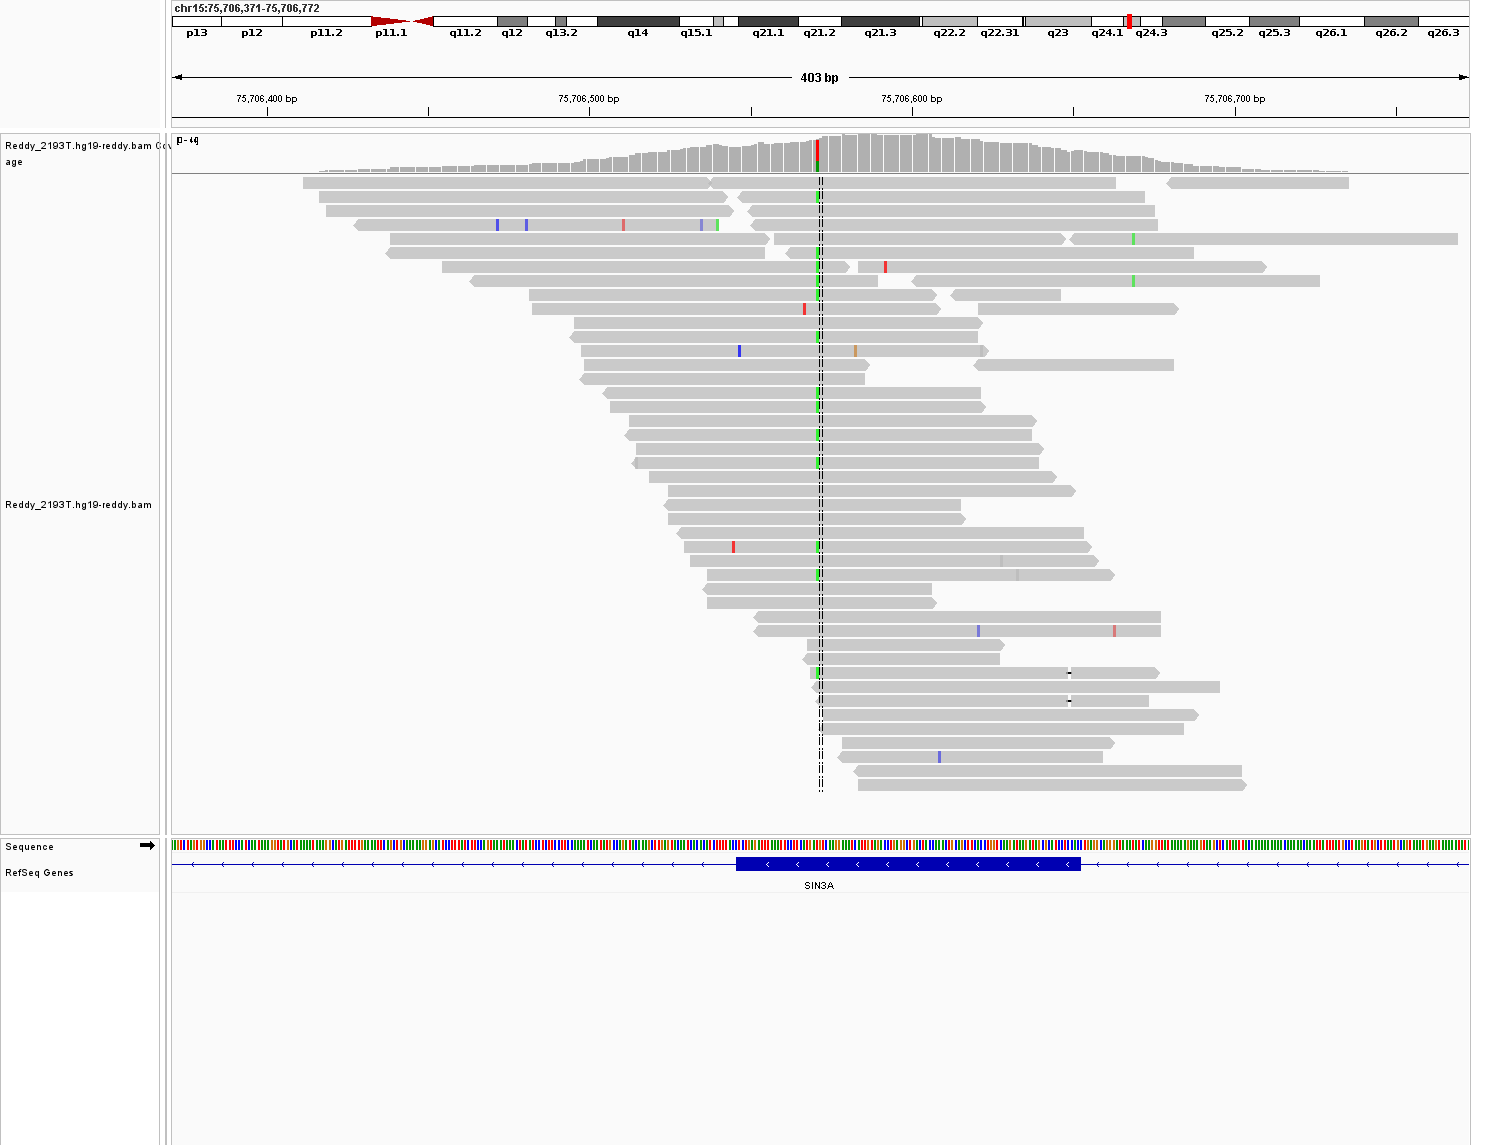 chr15:75,706,371-75,706,772
p13 p12 p11.2 p11.1 q11.2 q12 q13.2 q14 q15.1 q21.1 q21.2 q21.3 q22.2 q22.31 q23 q24.1 q24.3 q25.2 q25.3 q26.1 q26.2 q26.3
403 bp
75,706,400 bp 75,706,500 bp 75,706,600 bp 75,706,700 bp
Reddy_2193T.hg19-reddy.bam Cov
age
Reddy_2193T.hg19-reddy.bam
Sequence
RefSeq Genes
SIN3A